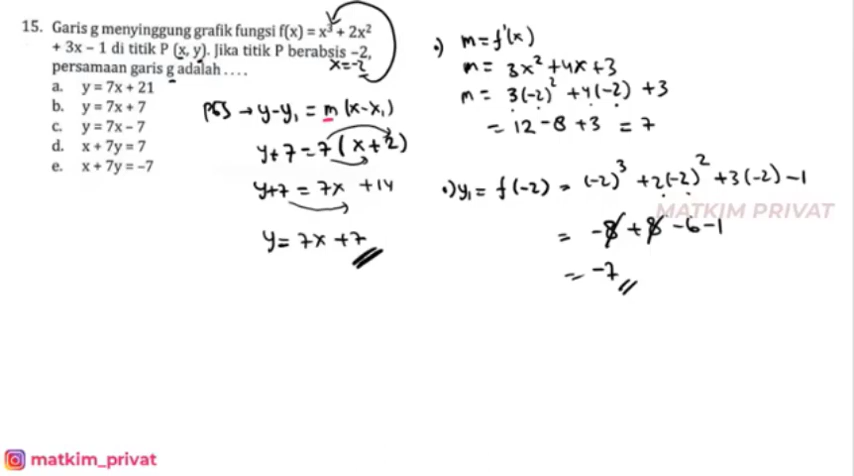 15. Garis g menyinggung grafik fungsi f(x) = x³ + 2x²
+ 3x − 1 di titik P (x, y). Jika titik P berabsis −2,
persamaan garis g adalah . . . .
x=-2
a. y = 7x + 21
b. y = 7x + 7
c. y = 7x − 7
d. x + 7y = 7
e. x + 7y = −7
PGS → y-y₁ = m (x-x₁)
y+7 = 7 (x+2)
y+7 = 7x +14
y = 7x +7
•) m = f'(x)
m = 3x² +4x +3
m = 3(-2)² +4(-2) +3
= 12 -8 +3 = 7
•) y₁ = f(-2) = (-2)³ +2(-2)² +3(-2) -1
MATKIM PRIVAT
= -8 + 8 -6 -1
= -7
matkim_privat